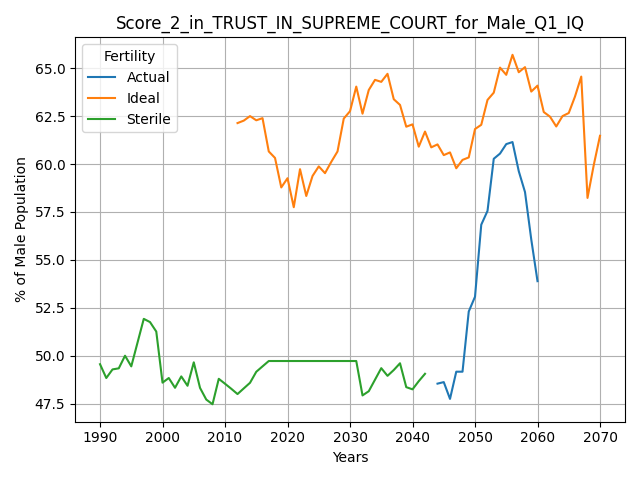 Score_2_in_TRUST_IN_SUPREME_COURT_for_Male_Q1_IQ
Fertility
Actual
Ideal
Sterile
% of Male Population
65.0
62.5
60.0
57.5
55.0
52.5
50.0
47.5
1990 2000 2010 2020 2030 2040 2050 2060 2070
Years